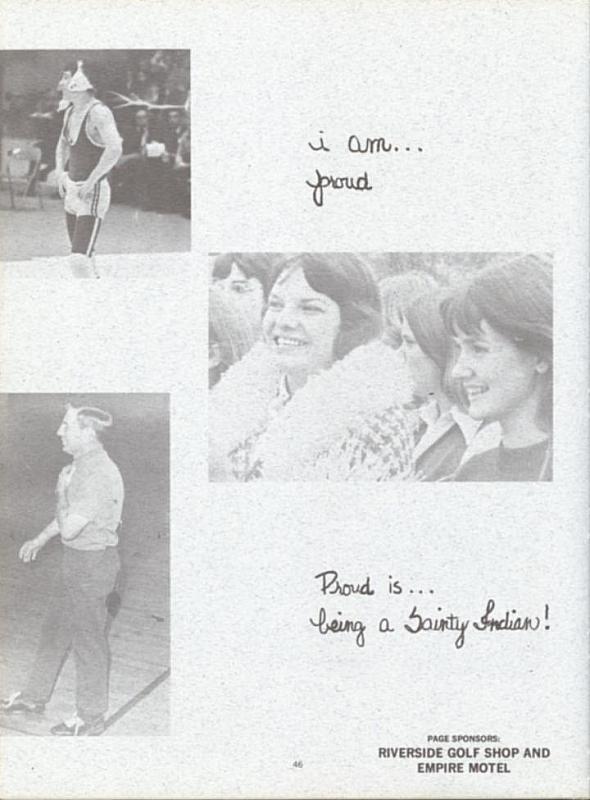 i am...
proud
Proud is...
being a Sainty Indian!
PAGE SPONSORS:
RIVERSIDE GOLF SHOP AND
EMPIRE MOTEL
46